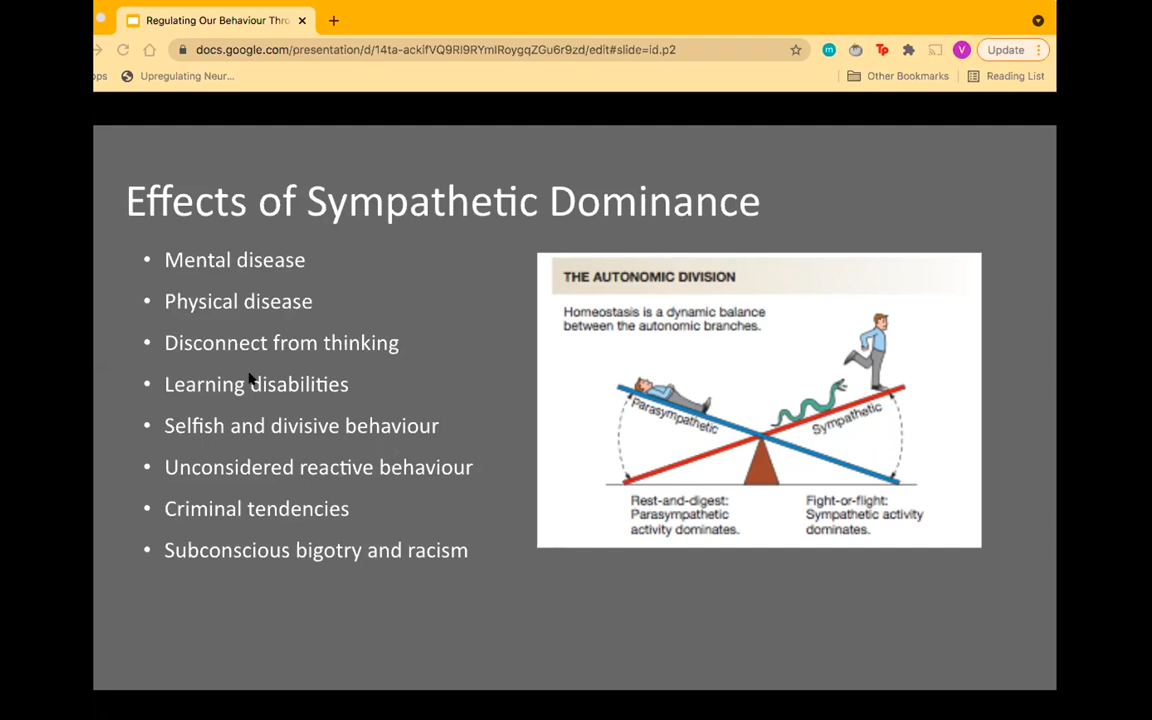 Regulating Our Behaviour Thro
docs.google.com/presentation/d/14ta-ackifVQ9RI9RYmIRoygqZGu6r9zd/edit#slide=id.p2
m
Tp
V
Update
ops
Upregulating Neur...
Other Bookmarks
Reading List
Effects of Sympathetic Dominance
• Mental disease
• Physical disease
• Disconnect from thinking
• Learning disabilities
• Selfish and divisive behaviour
• Unconsidered reactive behaviour
• Criminal tendencies
• Subconscious bigotry and racism
THE AUTONOMIC DIVISION
Homeostasis is a dynamic balance
between the autonomic branches.
Parasympathetic
Sympathetic
Rest-and-digest:
Parasympathetic
activity dominates.
Fight-or-flight:
Sympathetic activity
dominates.